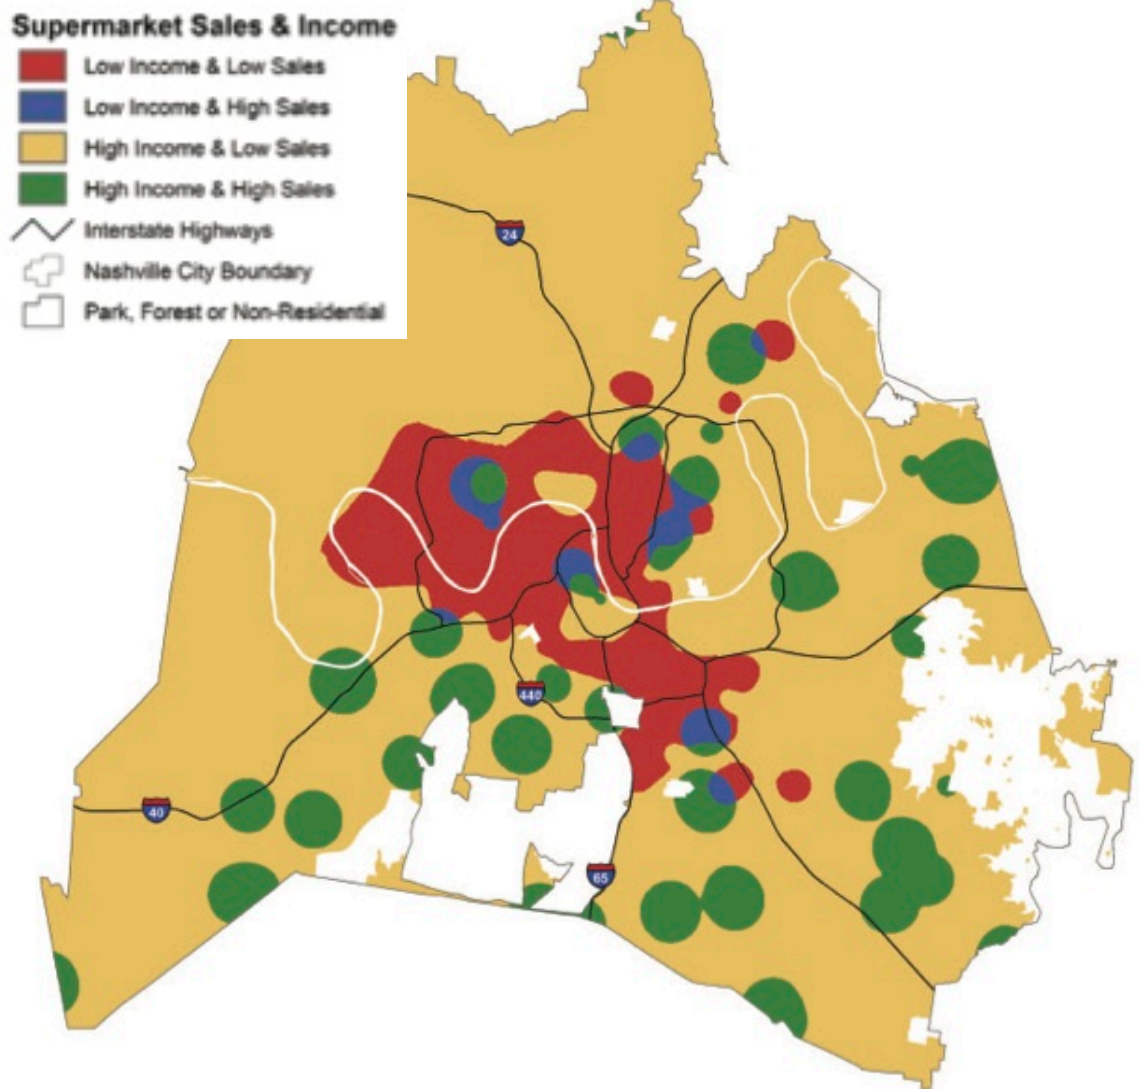 Supermarket Sales & Income
Low Income & Low Sales
Low Income & High Sales
High Income & Low Sales
High Income & High Sales
Interstate Highways
Nashville City Boundary
Park, Forest or Non-Residential
24
440
40
65